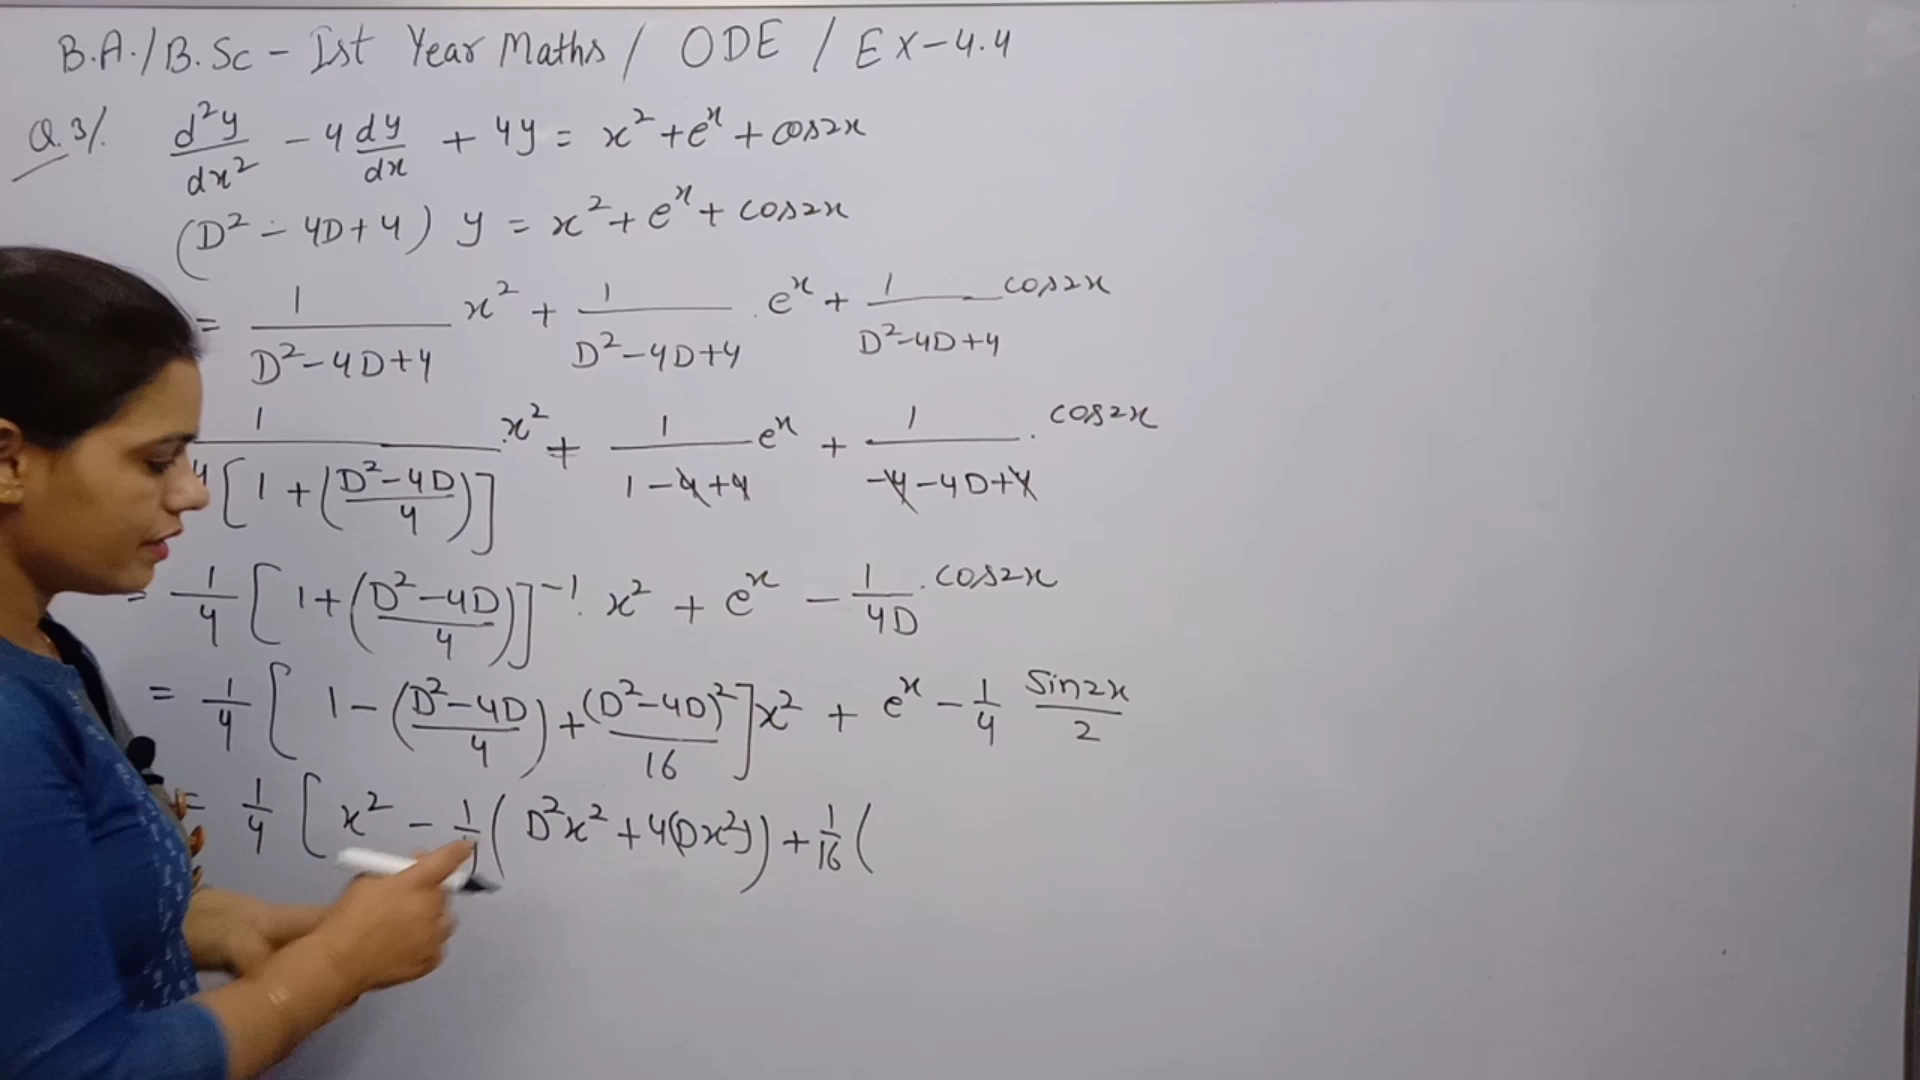 B.A./B.Sc - Ist Year Maths / ODE / EX-4.4
Q.3/. d²y/dx² - 4 dy/dx + 4y = x² + eˣ + cos2x
(D² - 4D + 4) y = x² + eˣ + cos2x
= 1/(D² - 4D + 4) x² + 1/(D² - 4D + 4) . eˣ + 1/(D² - 4D + 4) cos2x
1/(4[1 + ((D² - 4D)/4)]) . x² + 1/(1 - 4 + 4) eˣ + 1/(-4 - 4D + 4) . cos2x
= 1/4 [1 + ((D² - 4D)/4)]⁻¹ . x² + eˣ - 1/4D . cos2x
= 1/4 [1 - ((D² - 4D)/4) + (D² - 4D)²/16] x² + eˣ - 1/4 sin2x/2
= 1/4 [x² - 1/4 (D²x² + 4(Dx²)) + 1/16 (